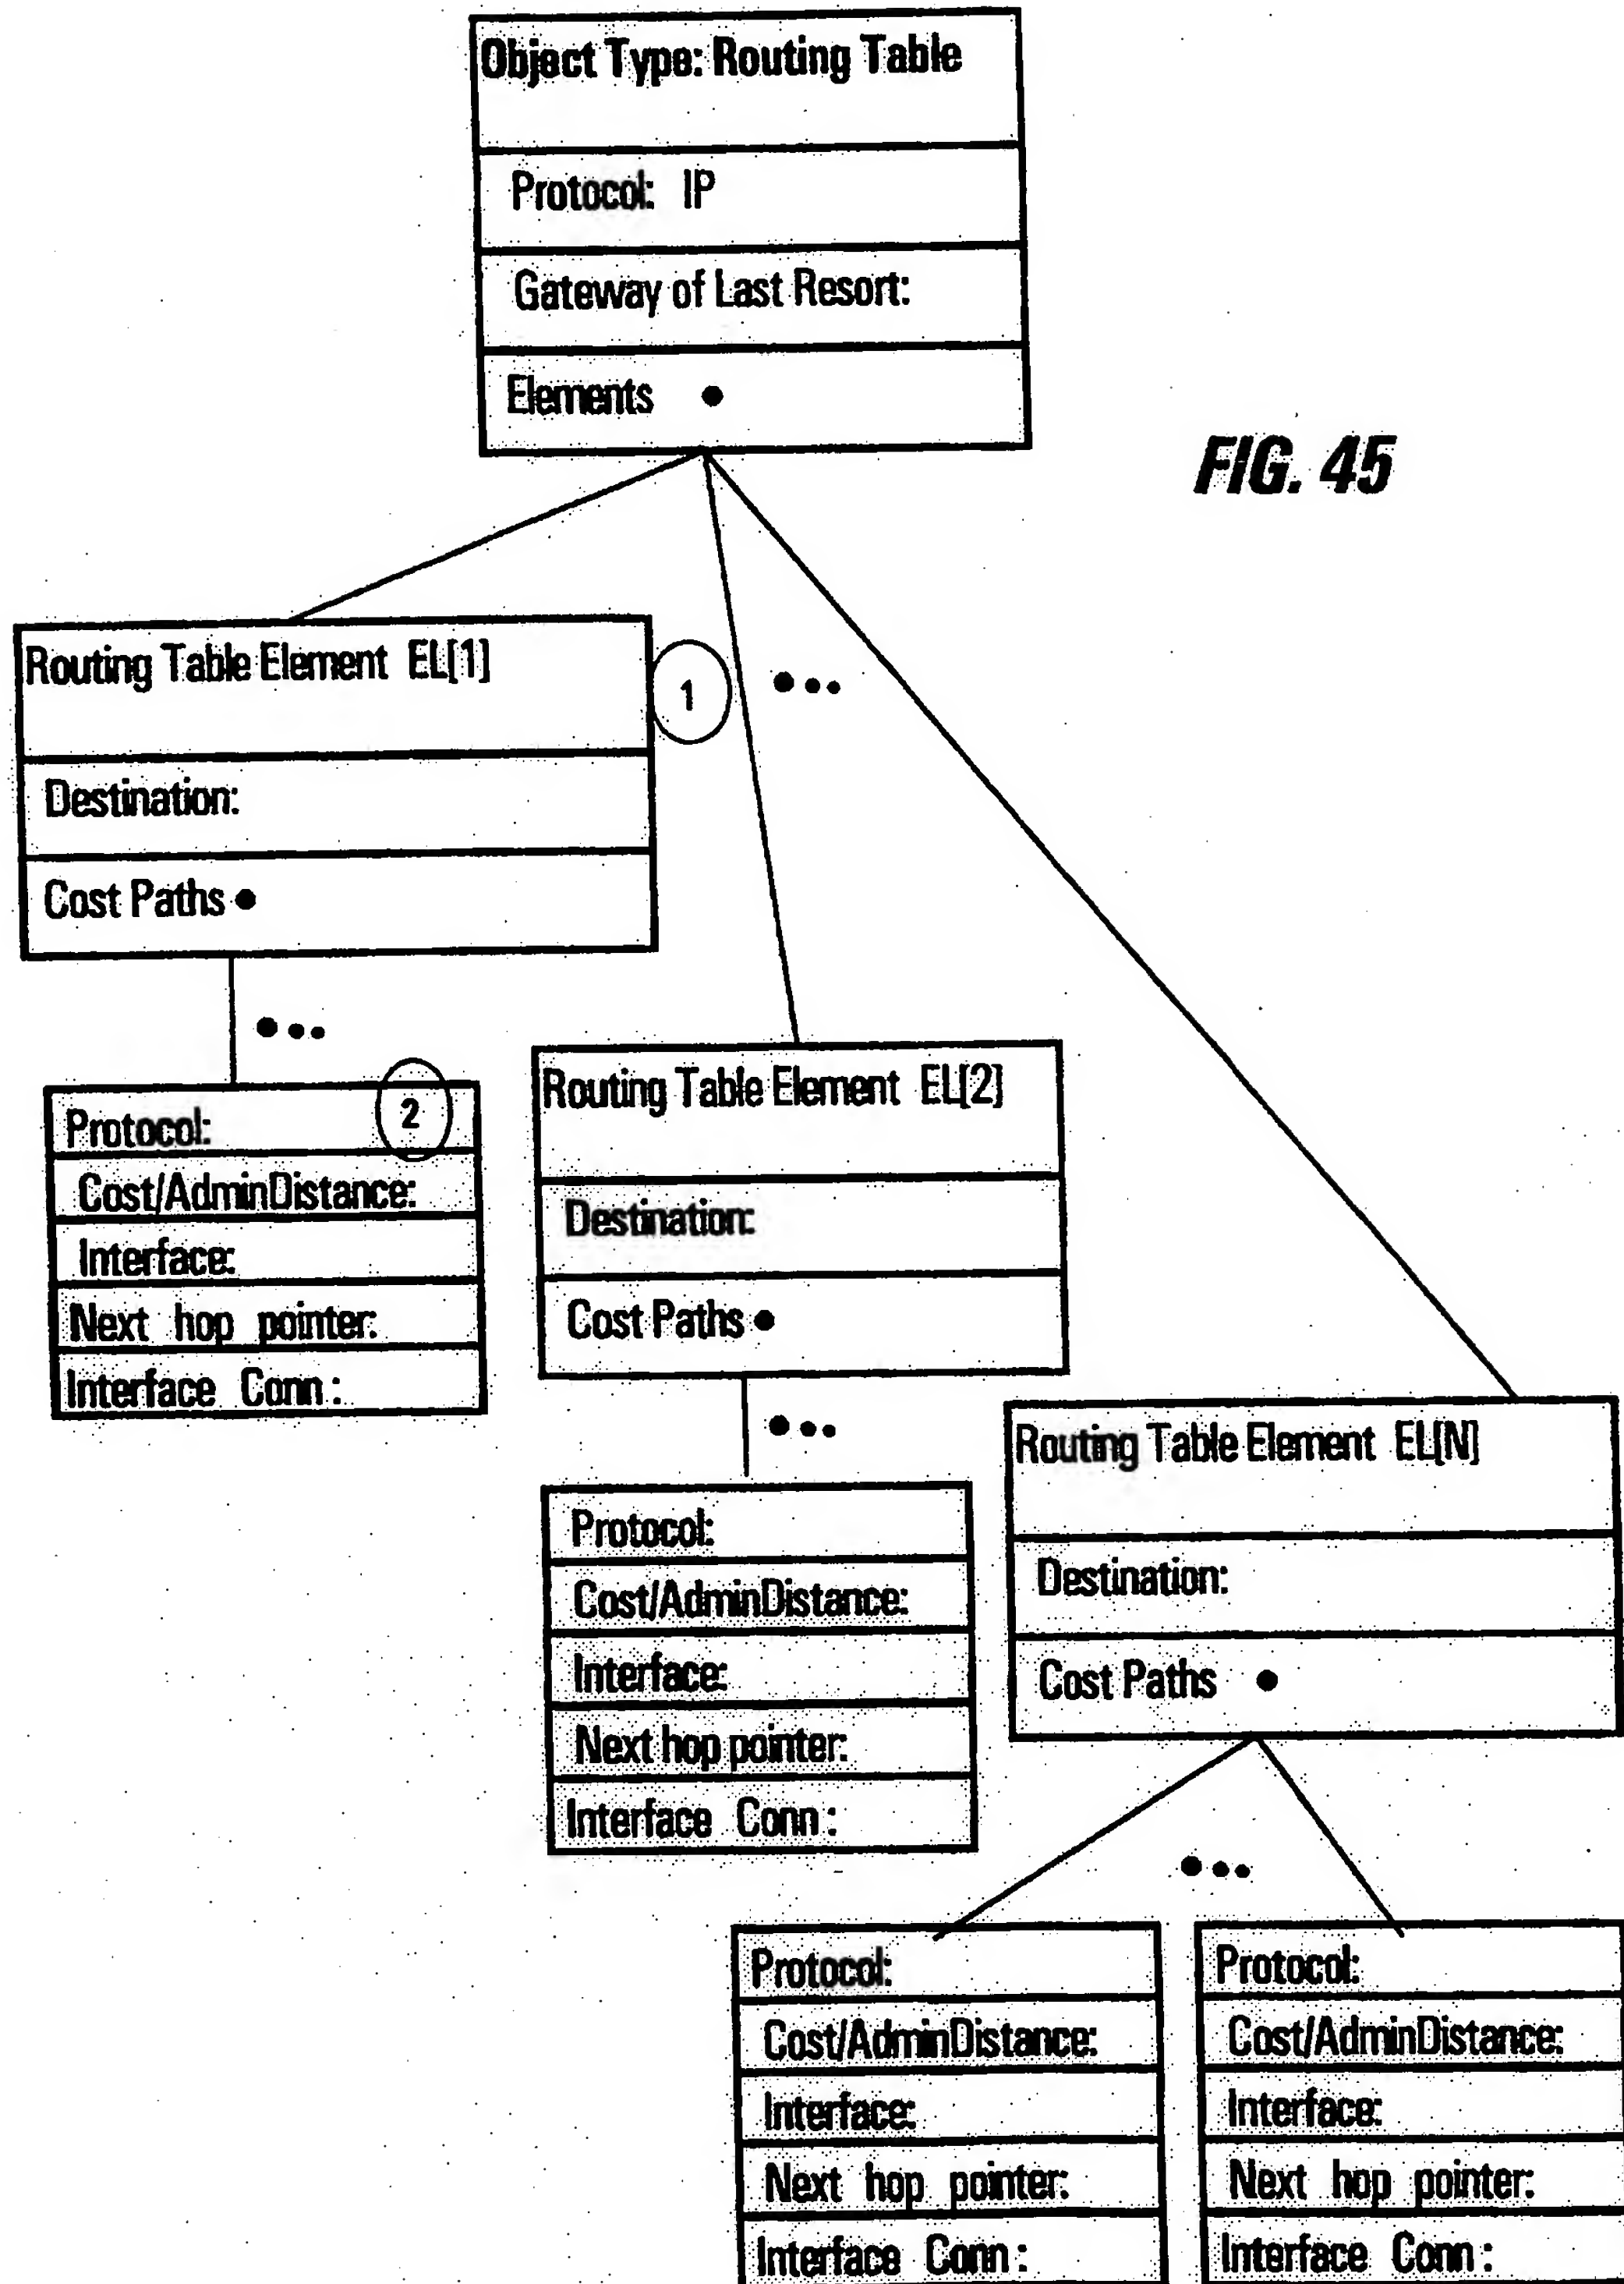 Object Type: Routing Table
Protocol: IP
Gateway of Last Resort:
Elements •
FIG. 45
Routing Table Element EL[1]
1
Destination:
Cost Paths •
2
Protocol:
Cost/AdminDistance:
Interface:
Next hop pointer:
Interface Conn :
Routing Table Element EL[2]
Destination:
Cost Paths •
Protocol:
Cost/AdminDistance:
Interface:
Next hop pointer:
Interface Conn :
Routing Table Element EL[N]
Destination:
Cost Paths •
Protocol:
Cost/AdminDistance:
Interface:
Next hop pointer:
Interface Conn :
Protocol:
Cost/AdminDistance:
Interface:
Next hop pointer:
Interface Conn :